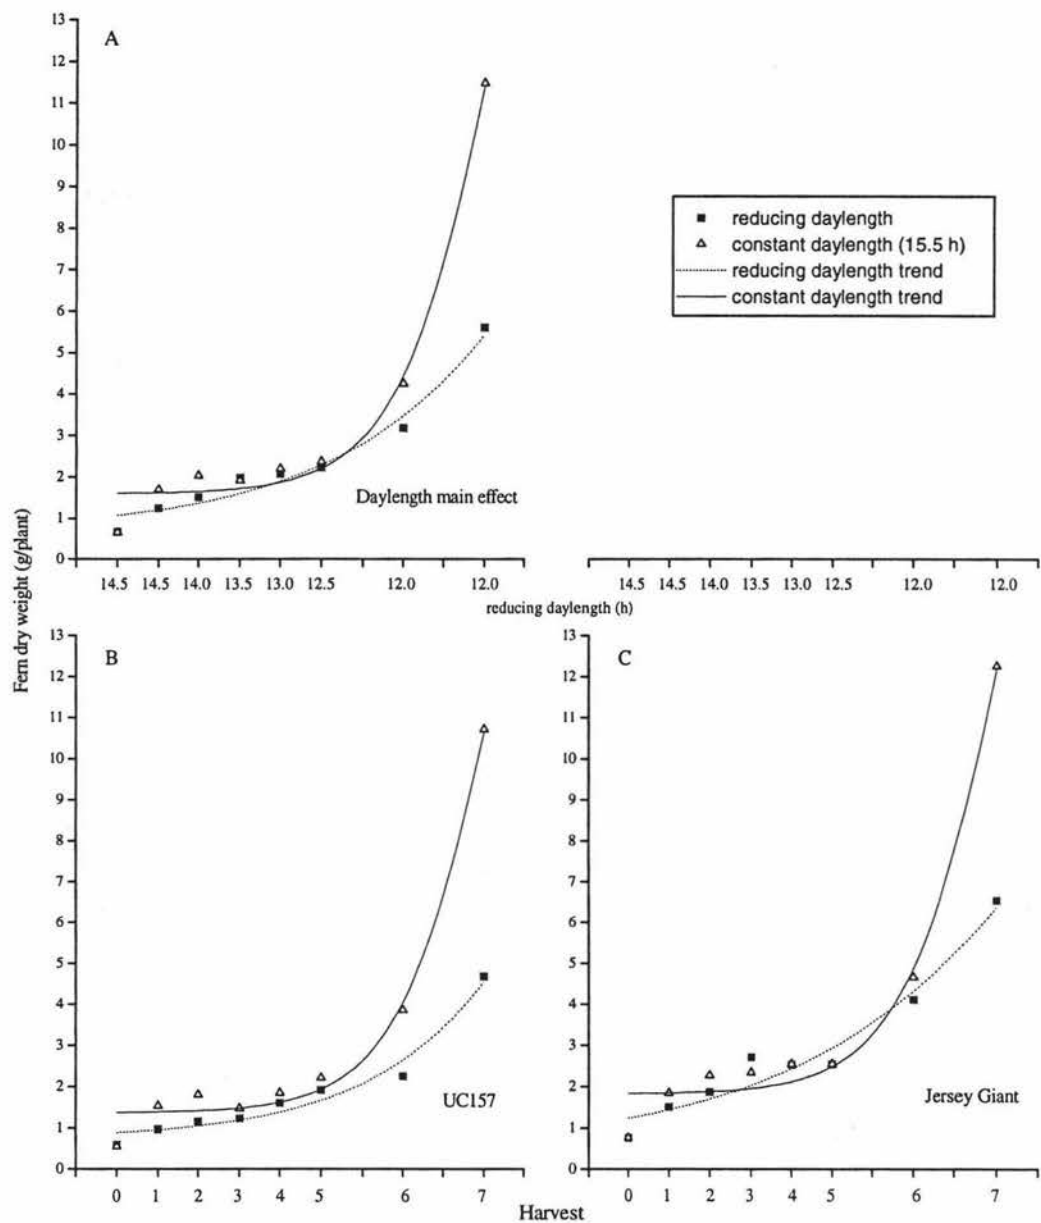 A
13
12
11
10
9
8
7
6
5
4
3
2
1
0
Daylength main effect
14.5 14.5 14.0 13.5 13.0 12.5 12.0 12.0
reducing daylength
constant daylength (15.5 h)
reducing daylength trend
constant daylength trend
14.5 14.5 14.0 13.5 13.0 12.5 12.0 12.0
reducing daylength (h)
Fern dry weight (g/plant)
B
13
12
11
10
9
8
7
6
5
4
3
2
1
0
UC157
0 1 2 3 4 5 6 7
C
13
12
11
10
9
8
7
6
5
4
3
2
1
0
Jersey Giant
0 1 2 3 4 5 6 7
Harvest